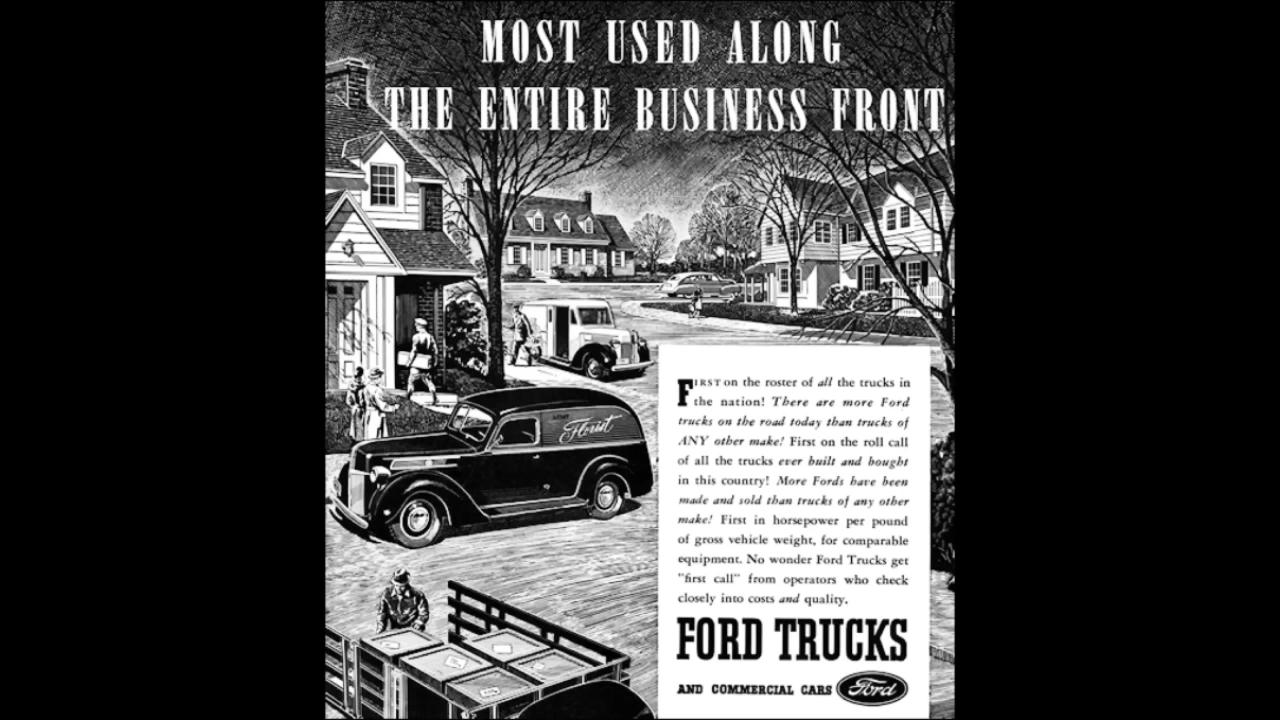 MOST USED ALONG
THE ENTIRE BUSINESS FRONT
Florist
FIRST on the roster of all the trucks in
the nation! There are more Ford
trucks on the road today than trucks of
ANY other make! First on the roll call
of all the trucks ever built and bought
in this country! More Fords have been
made and sold than trucks of any other
make! First in horsepower per pound
of gross vehicle weight, for comparable
equipment. No wonder Ford Trucks get
"first call" from operators who check
closely into costs and quality.
FORD TRUCKS
AND COMMERCIAL CARS Ford